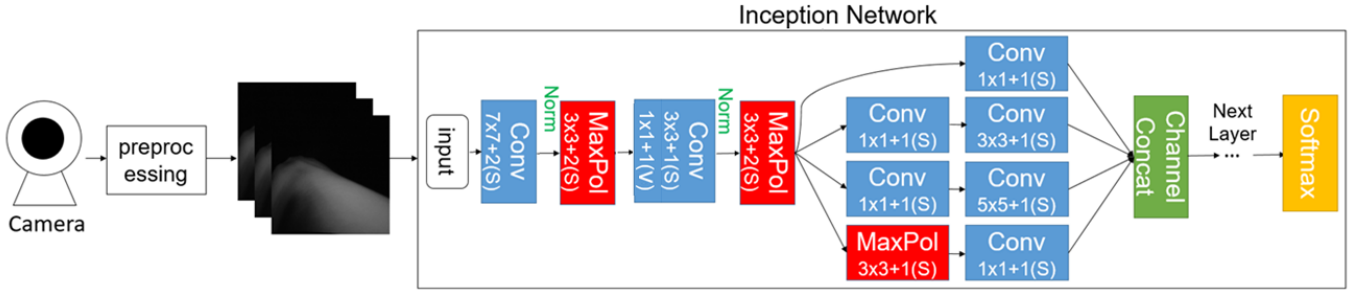 Inception Network
Camera
preproc
essing
input
Conv
7x7+2(S)
Norm
MaxPol
3x3+2(S)
Conv
3x3+1(S)
1x1+1(V)
Norm
MaxPol
3x3+2(S)
Conv
1x1+1(S)
Conv
1x1+1(S)
Conv
3x3+1(S)
Conv
1x1+1(S)
Conv
5x5+1(S)
MaxPol
3x3+1(S)
Conv
1x1+1(S)
Channel
Concat
Next
Layer
...
Softmax